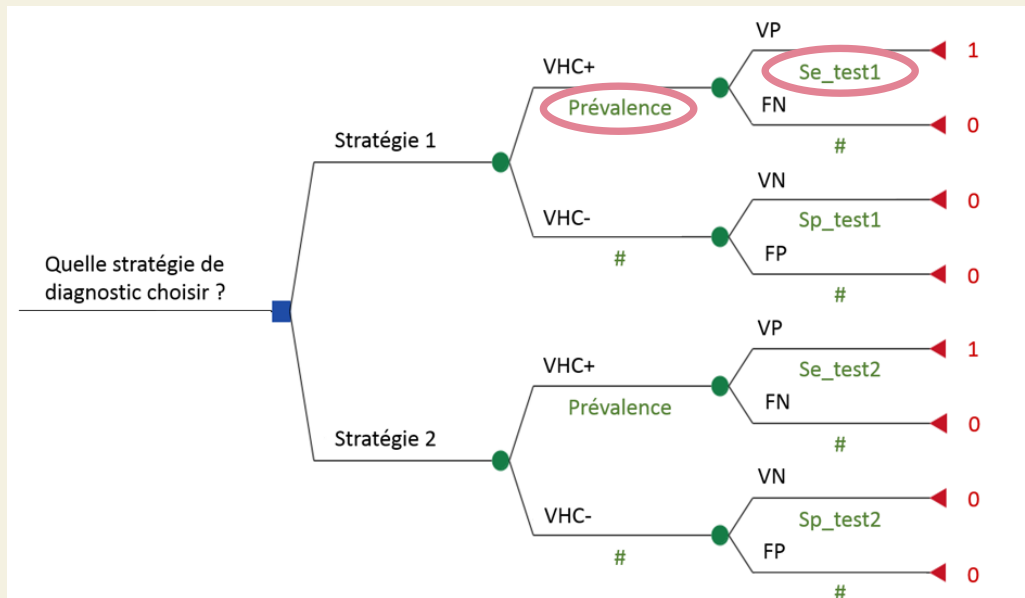 VP
1
Se_test1
VHC+
Prévalence
FN
0
#
Stratégie 1
VN
0
Sp_test1
VHC-
#
FP
0
#
Quelle stratégie de
diagnostic choisir ?
VP
1
Se_test2
VHC+
Prévalence
FN
0
#
Stratégie 2
VN
0
Sp_test2
VHC-
#
FP
0
#